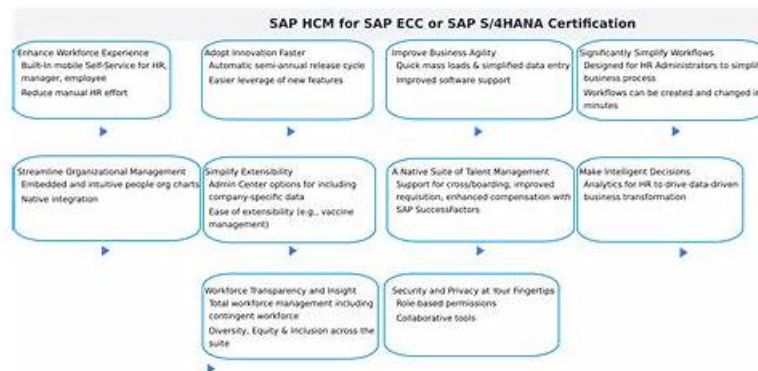 SAP HCM for SAP ECC or SAP S/4HANA Certification
Enhance Workforce Experience
Built-In mobile Self-Service for HR,
manager, employee
Reduce manual HR effort
Adopt Innovation Faster
Automatic semi-annual release cycle
Easier leverage of new features
Improve Business Agility
Quick mass loads & simplified data entry
Improved software support
Significantly Simplify Workflows
Designed for HR Administrators to simplif
business process
Workflows can be created and changed in
minutes
Streamline Organizational Management
Embedded and intuitive people org charts
Native integration
Simplify Extensibility
Admin Center options for including
company-specific data
Ease of extensibility (e.g., vaccine
management)
A Native Suite of Talent Management
Support for cross/boarding, improved
requisition, enhanced compensation with
SAP SuccessFactors
Make Intelligent Decisions
Analytics for HR to drive data-driven
business transformation
Workforce Transparency and Insight
Total workforce management including
contingent workforce
Diversity, Equity & Inclusion across the
suite
Security and Privacy at Your Fingertips
Role-based permissions
Collaborative tools